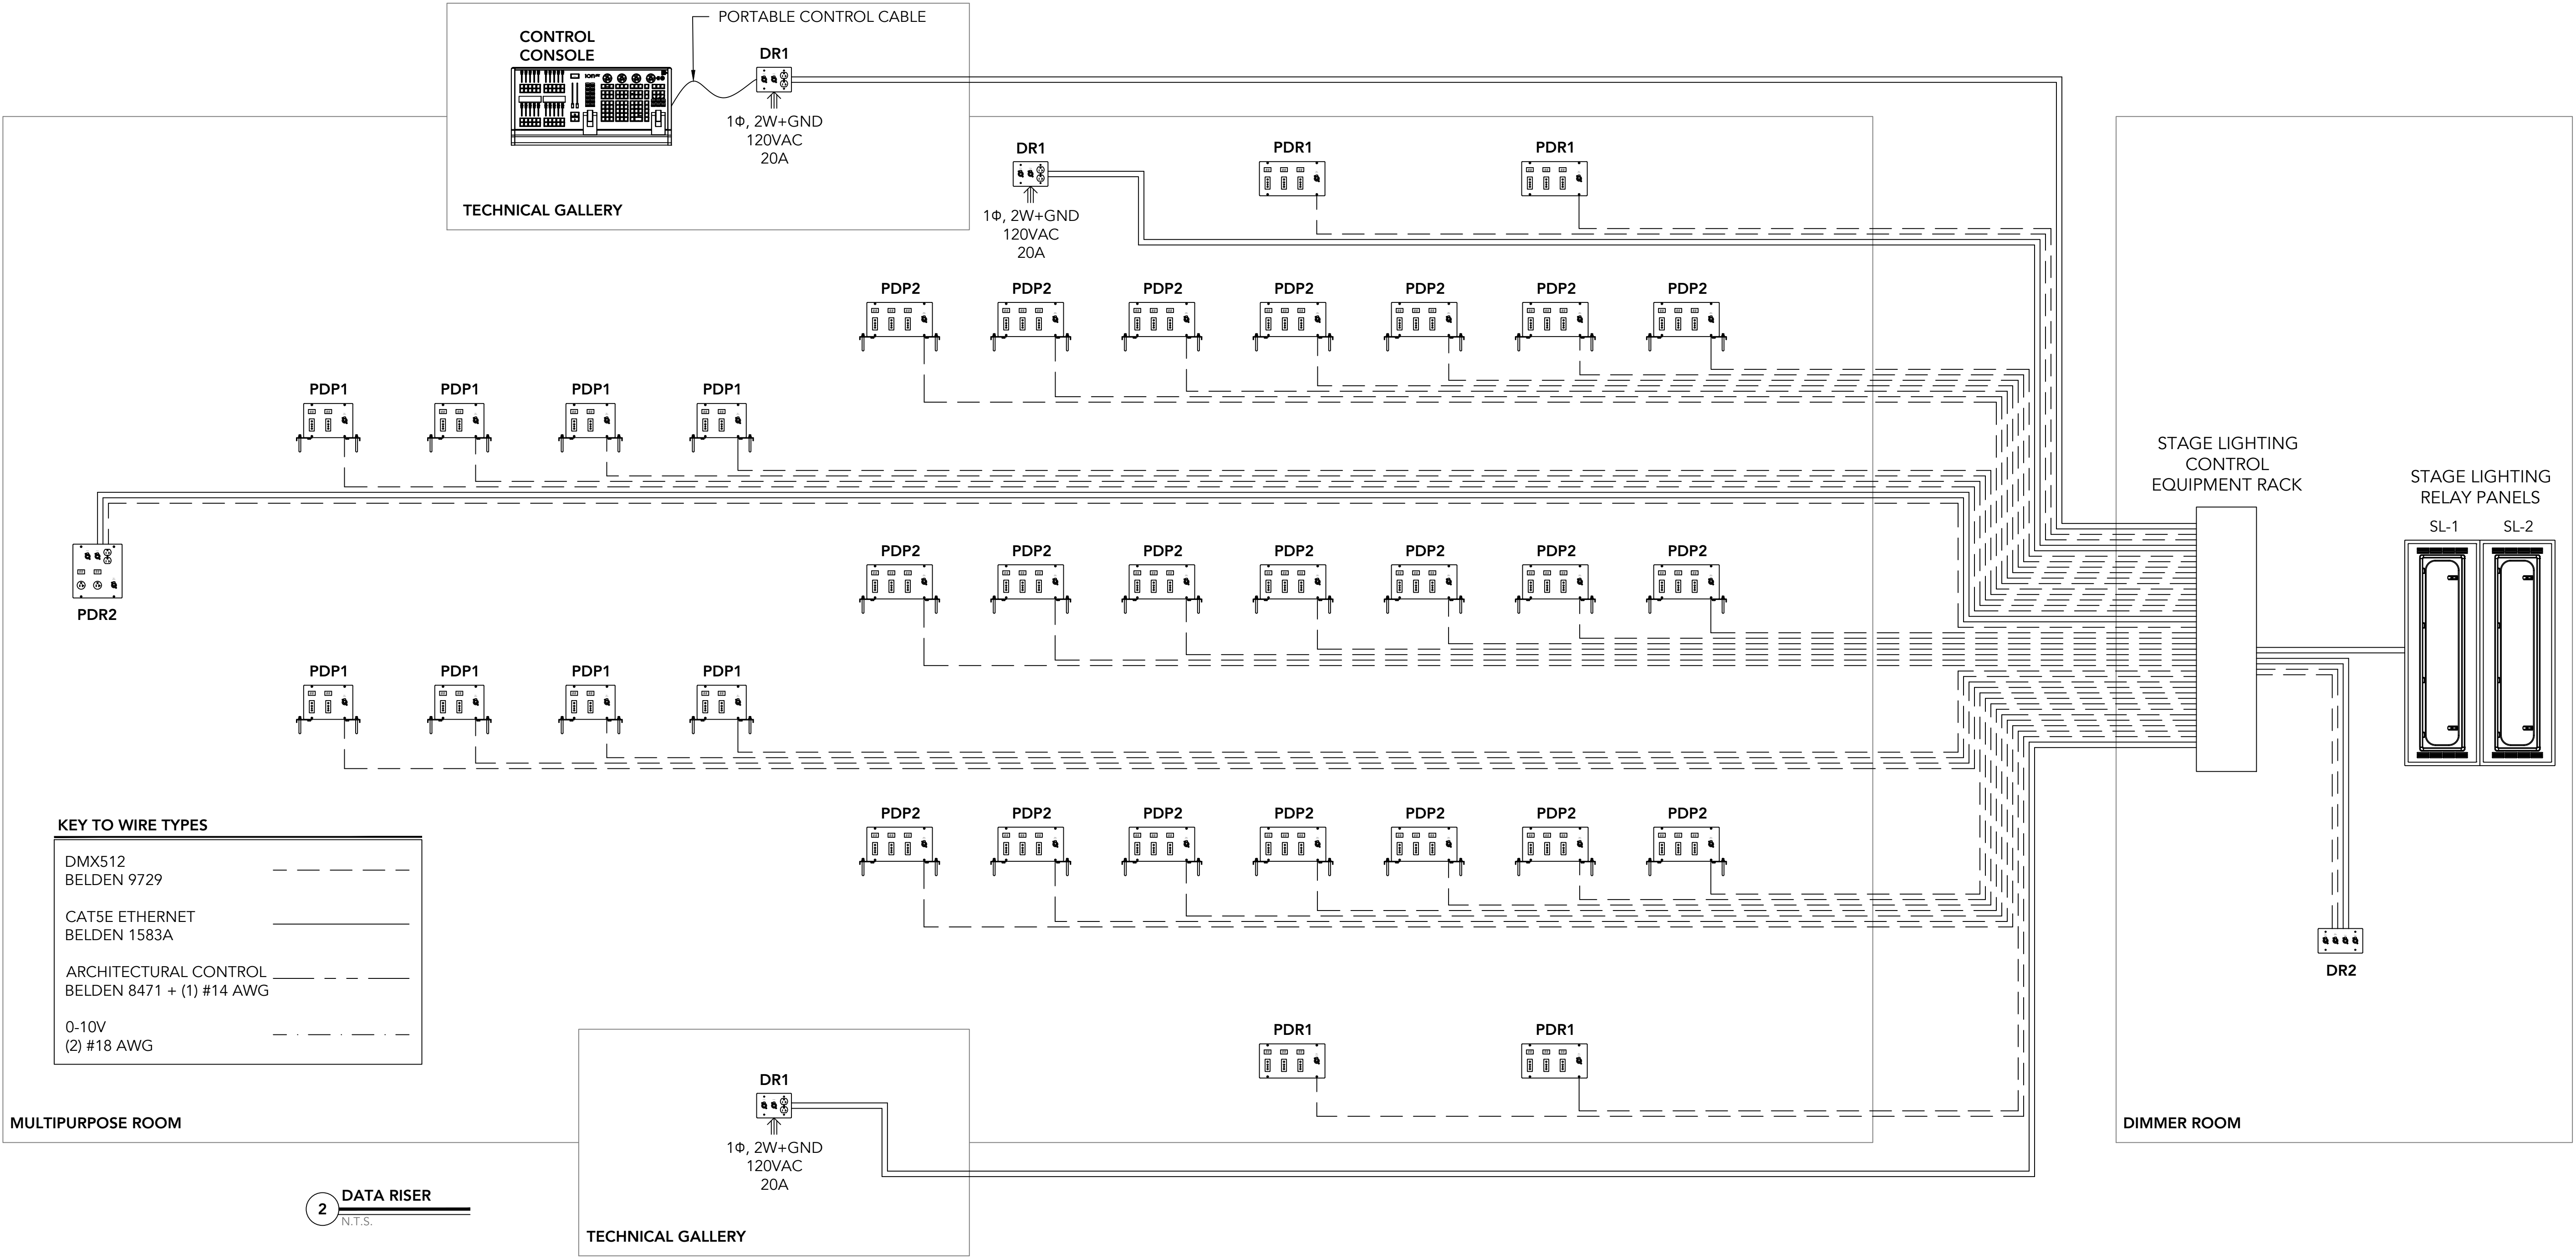 PORTABLE CONTROL CABLE
CONTROL
CONSOLE
ion
DR1
1Φ, 2W+GND
120VAC
20A
TECHNICAL GALLERY
DR1
1Φ, 2W+GND
120VAC
20A
PDR1
PDR1
PDP2
PDP2
PDP2
PDP2
PDP2
PDP2
PDP2
PDP1
PDP1
PDP1
PDP1
PDR2
PDP2
PDP2
PDP2
PDP2
PDP2
PDP2
PDP2
PDP1
PDP1
PDP1
PDP1
PDP2
PDP2
PDP2
PDP2
PDP2
PDP2
PDP2
KEY TO WIRE TYPES
DMX512
BELDEN 9729
CAT5E ETHERNET
BELDEN 1583A
ARCHITECTURAL CONTROL
BELDEN 8471 + (1) #14 AWG
0-10V
(2) #18 AWG
MULTIPURPOSE ROOM
PDR1
PDR1
DR1
1Φ, 2W+GND
120VAC
20A
TECHNICAL GALLERY
STAGE LIGHTING
CONTROL
EQUIPMENT RACK
STAGE LIGHTING
RELAY PANELS
SL-1
SL-2
DR2
DIMMER ROOM
2
DATA RISER
N.T.S.